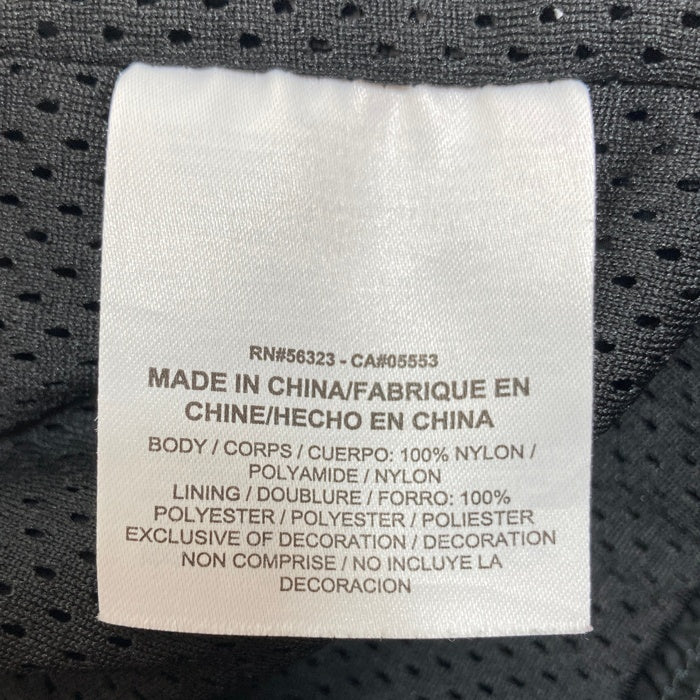 RN#56323 - CA#05553
MADE IN CHINA/FABRIQUE EN
CHINE/HECHO EN CHINA
BODY / CORPS / CUERPO: 100% NYLON /
POLYAMIDE / NYLON
LINING / DOUBLURE / FORRO: 100%
POLYESTER / POLYESTER / POLIESTER
EXCLUSIVE OF DECORATION / DECORATION
NON COMPRISE / NO INCLUYE LA
DECORACION